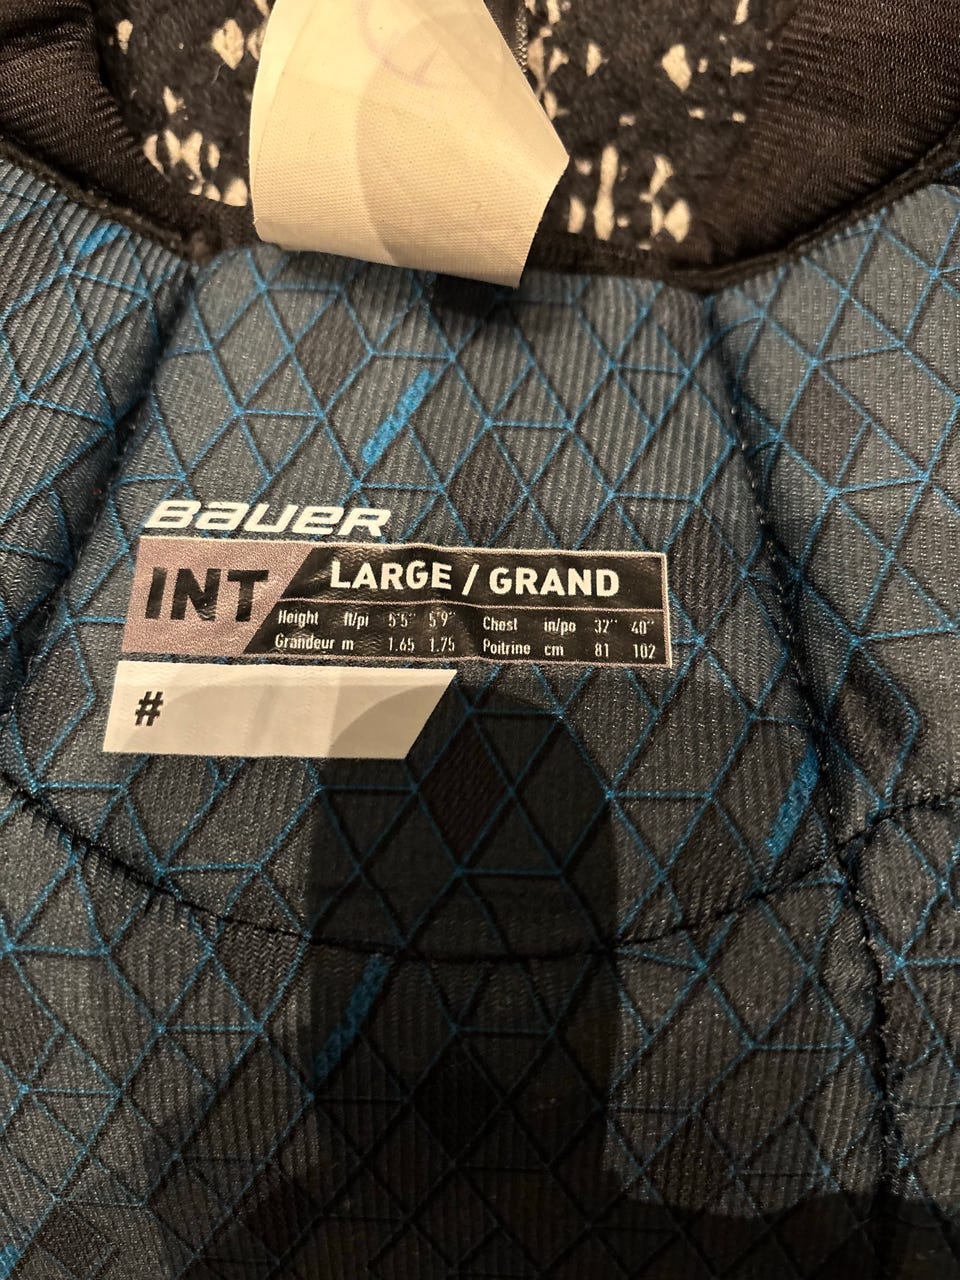 BAUER
INT LARGE / GRAND
Height ft/pi 5'5" 5'9" Chest in/po 32" 40"
Grandeur m 1.65 1.75 Poitrine cm 81 102
#